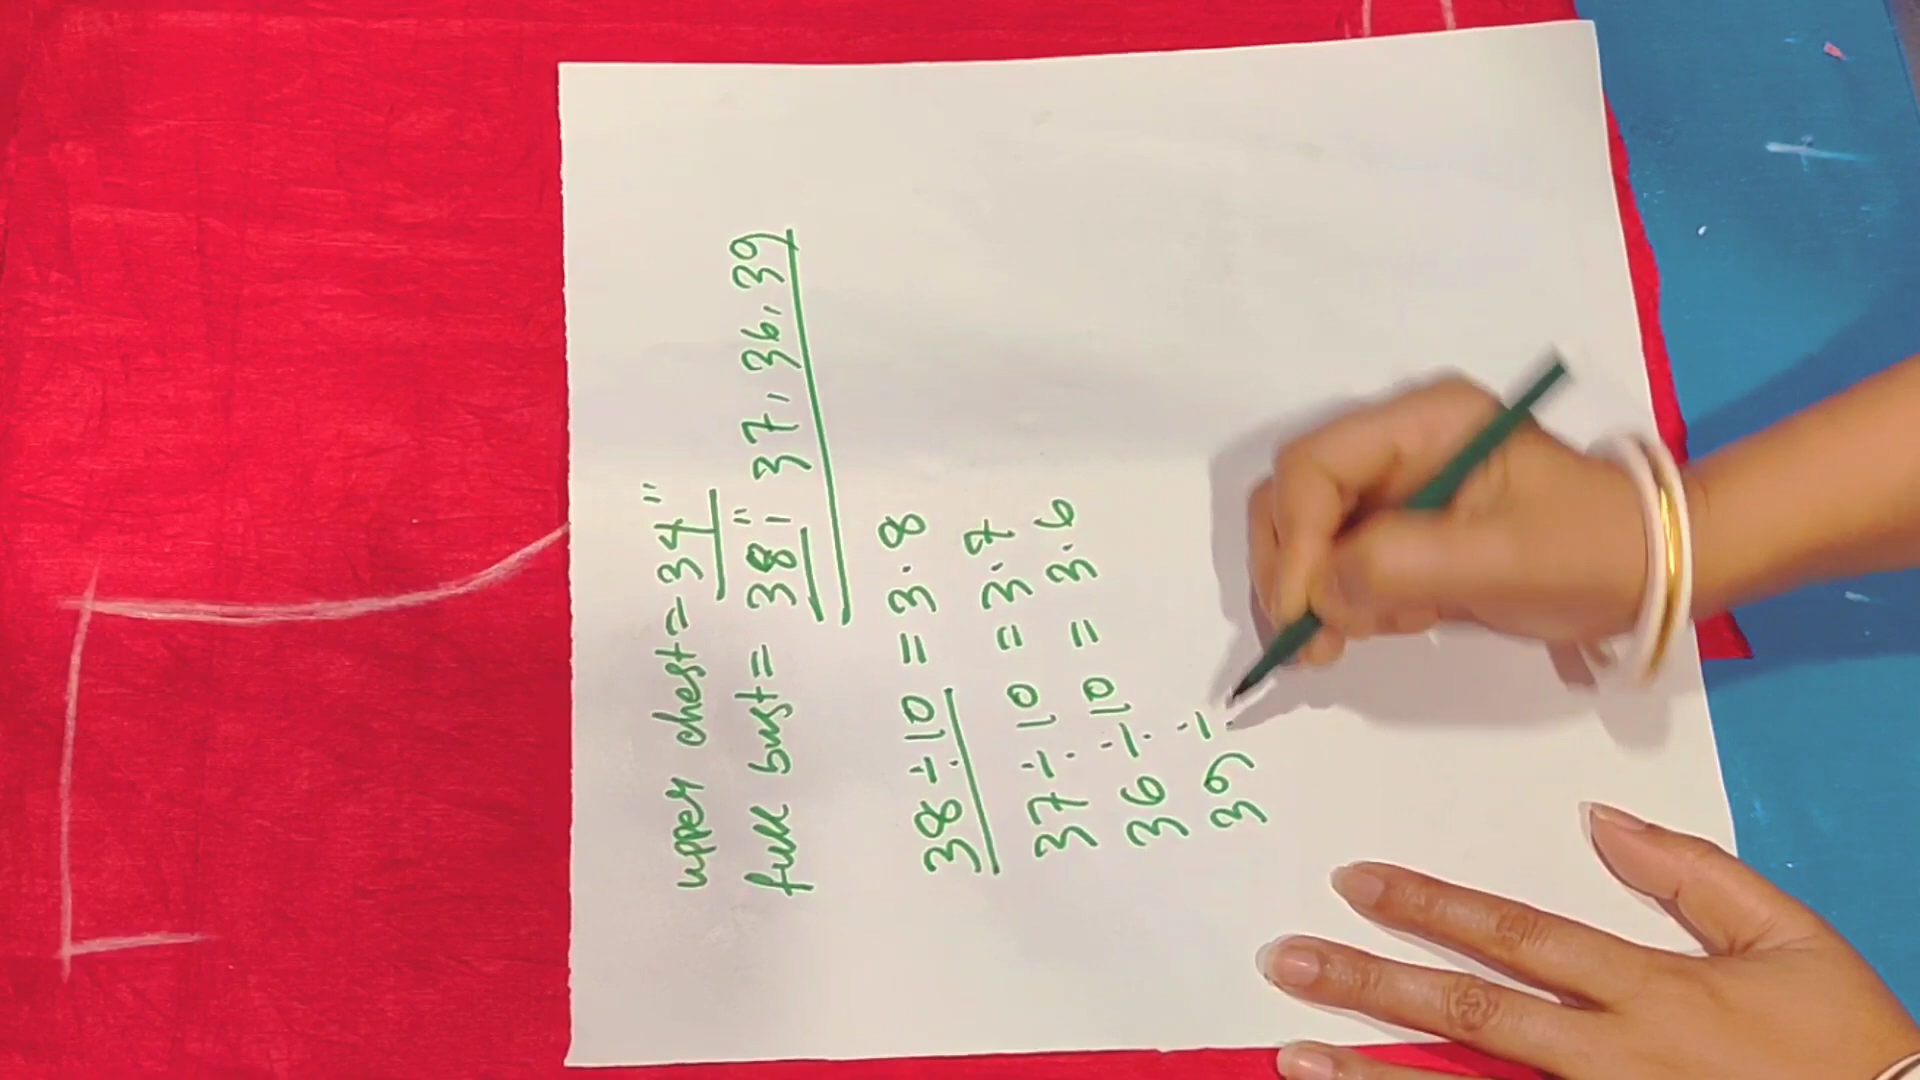 upper chest = 34"
full bust = 38", 37, 36, 39
38 ÷ 10 = 3.8
37 ÷ 10 = 3.7
36 ÷ 10 = 3.6
39 ÷